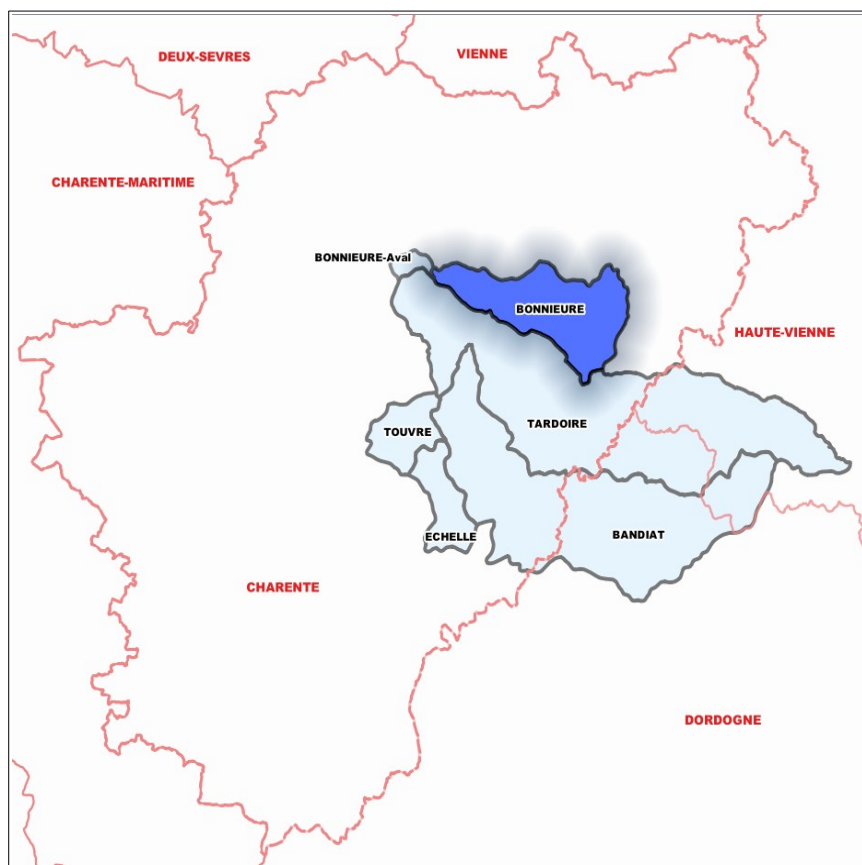 DEUX-SEVRES
VIENNE
CHARENTE-MARITIME
BONNIEURE-Aval
BONNIEURE
HAUTE-VIENNE
TOUVRE
TARDOIRE
ECHELLE
BANDIAT
CHARENTE
DORDOGNE